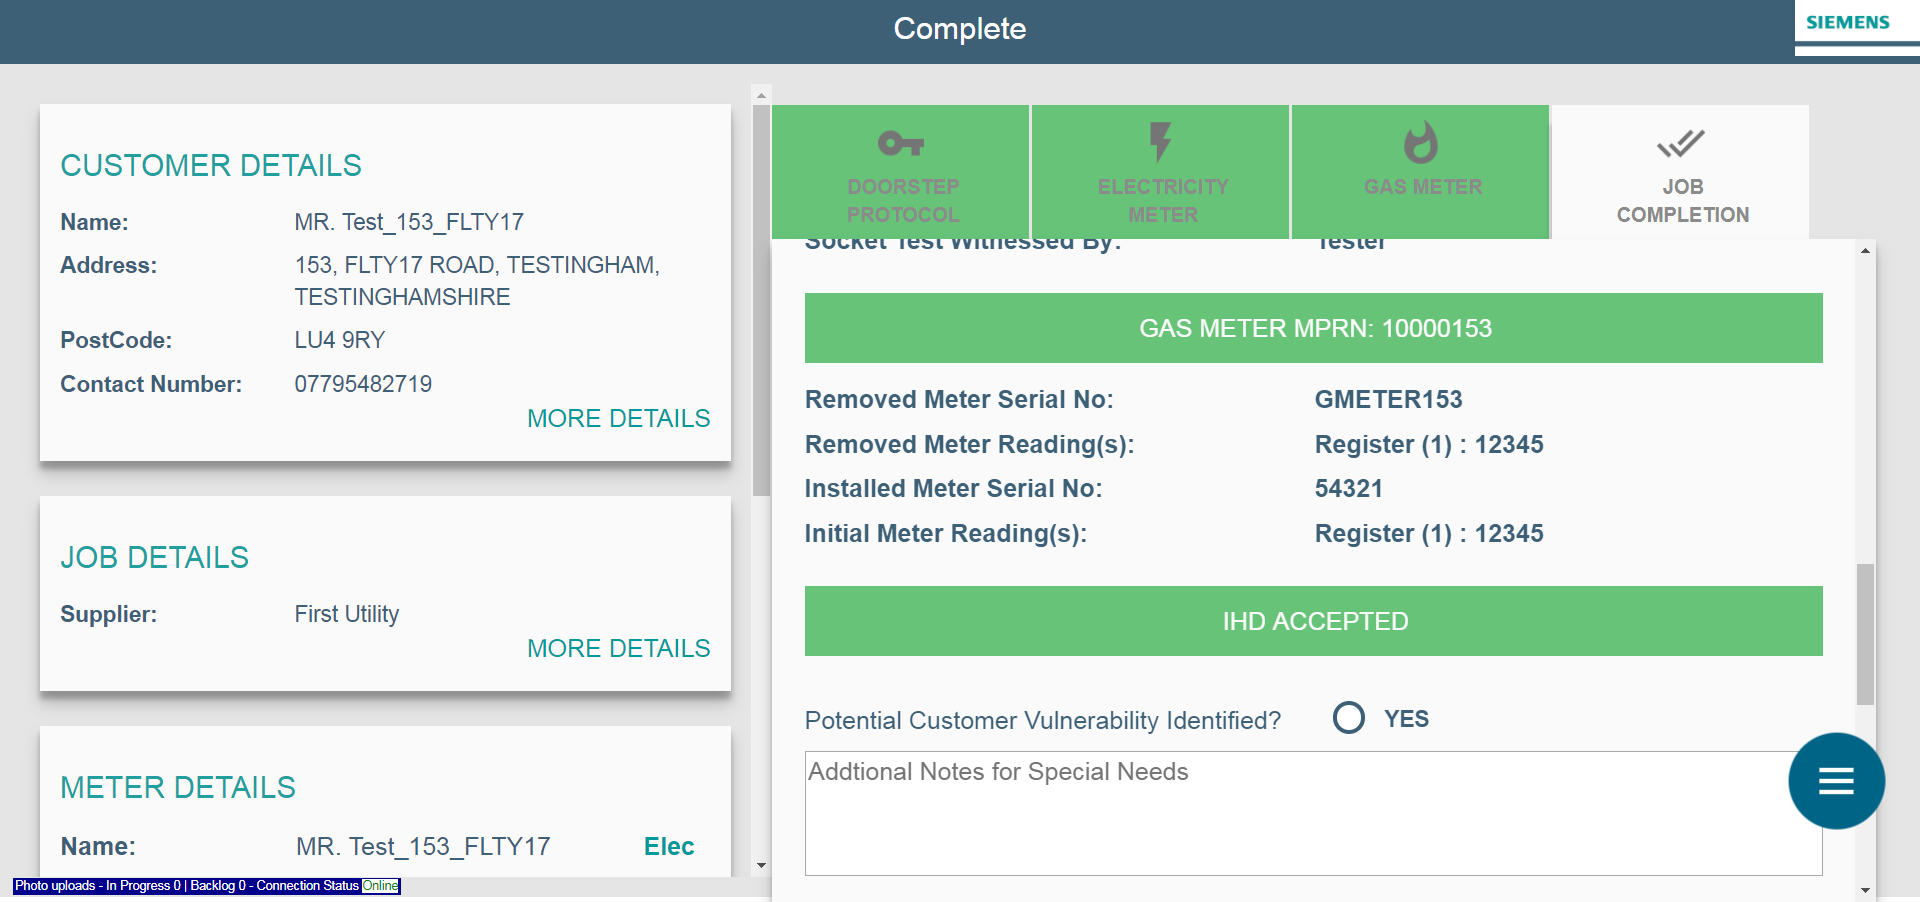 Complete
SIEMENS
CUSTOMER DETAILS
Name: MR. Test_153_FLTY17
Address: 153, FLTY17 ROAD, TESTINGHAM,
TESTINGHAMSHIRE
PostCode: LU4 9RY
Contact Number: 07795482719
MORE DETAILS
JOB DETAILS
Supplier: First Utility
MORE DETAILS
METER DETAILS
Name: MR. Test_153_FLTY17 Elec
Photo uploads - In Progress 0 | Backlog 0 - Connection Status Online
DOORSTEP
PROTOCOL
ELECTRICITY
METER
GAS METER
JOB
COMPLETION
Socket Test Witnessed By: Tester
GAS METER MPRN: 10000153
Removed Meter Serial No: GMETER153
Removed Meter Reading(s): Register (1) : 12345
Installed Meter Serial No: 54321
Initial Meter Reading(s): Register (1) : 12345
IHD ACCEPTED
Potential Customer Vulnerability Identified? YES
Addtional Notes for Special Needs